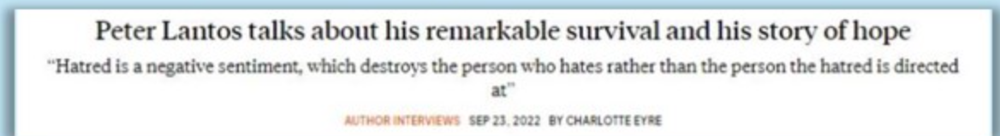 Peter Lantos talks about his remarkable survival and his story of hope
“Hatred is a negative sentiment, which destroys the person who hates rather than the person the hatred is directed
at”
AUTHOR INTERVIEWS SEP 23, 2022 BY CHARLOTTE EYRE